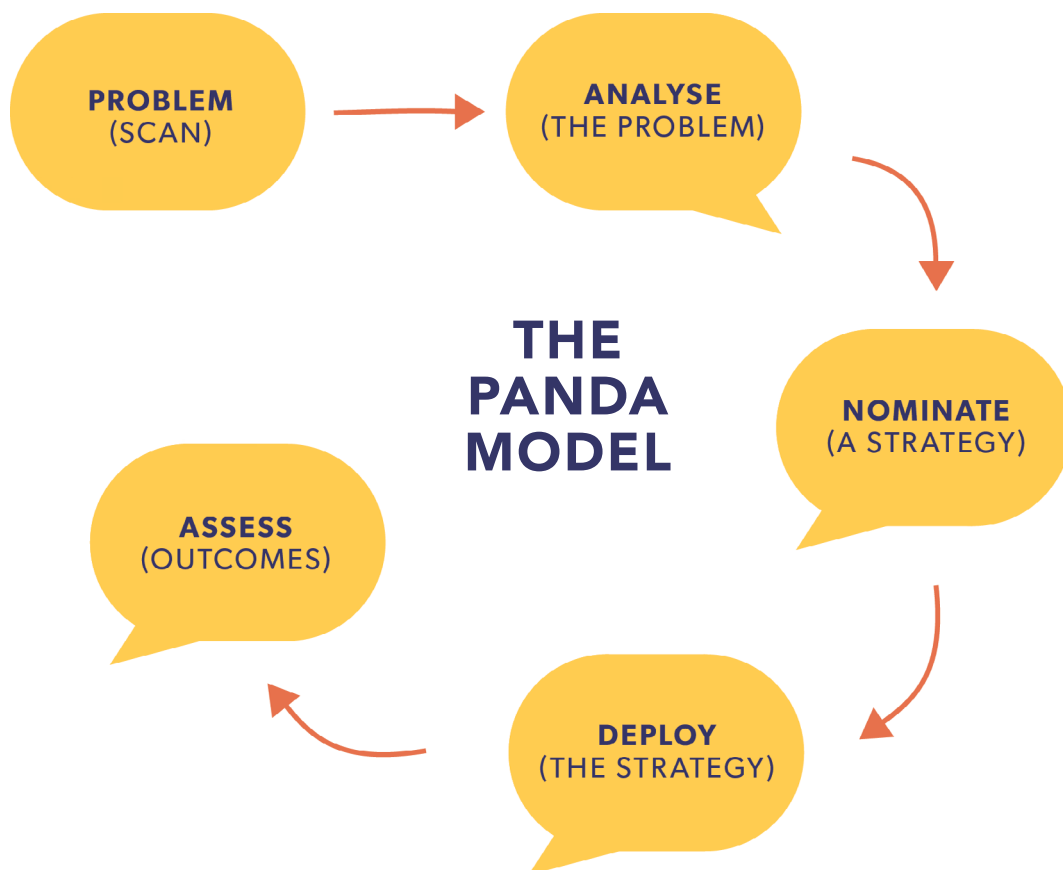 PROBLEM
(SCAN)
ANALYSE
(THE PROBLEM)
THE
PANDA
MODEL
NOMINATE
(A STRATEGY)
ASSESS
(OUTCOMES)
DEPLOY
(THE STRATEGY)